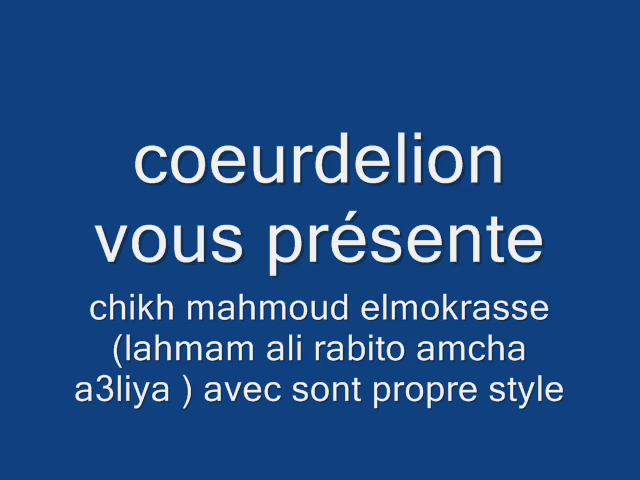 coeurdelion
vous présente
chikh mahmoud elmokrasse
(lahmam ali rabito amcha
a3liya ) avec sont propre style